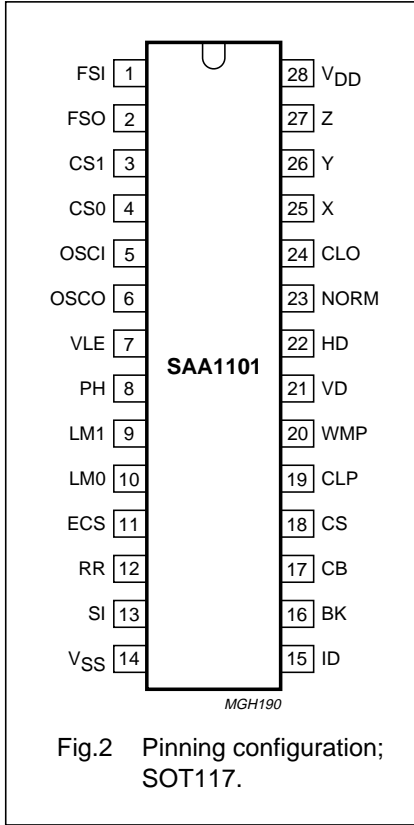 FSI 1 28 VDD
FSO 2 27 Z
CS1 3 26 Y
CS0 4 25 X
OSCI 5 24 CLO
OSCO 6 23 NORM
VLE 7 22 HD
SAA1101
PH 8 21 VD
LM1 9 20 WMP
LM0 10 19 CLP
ECS 11 18 CS
RR 12 17 CB
SI 13 16 BK
VSS 14 15 ID
MGH190
Fig.2 Pinning configuration;
SOT117.